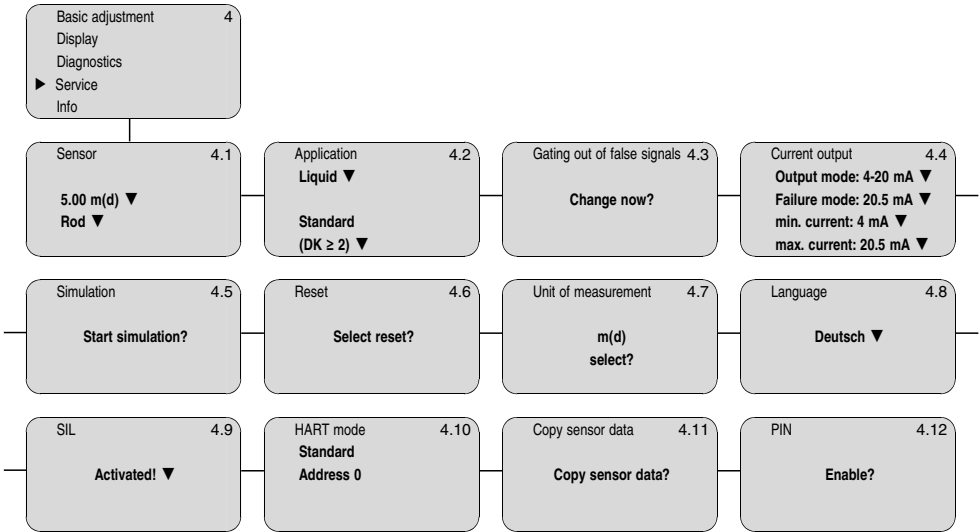 Basic adjustment 4
Display
Diagnostics
▶ Service
Info
Sensor 4.1
5.00 m(d) ▼
Rod ▼
Application 4.2
Liquid ▼
Standard
(DK ≥ 2) ▼
Gating out of false signals 4.3
Change now?
Current output 4.4
Output mode: 4-20 mA ▼
Failure mode: 20.5 mA ▼
min. current: 4 mA ▼
max. current: 20.5 mA ▼
Simulation 4.5
Start simulation?
Reset 4.6
Select reset?
Unit of measurement 4.7
m(d)
select?
Language 4.8
Deutsch ▼
SIL 4.9
Activated! ▼
HART mode 4.10
Standard
Address 0
Copy sensor data 4.11
Copy sensor data?
PIN 4.12
Enable?